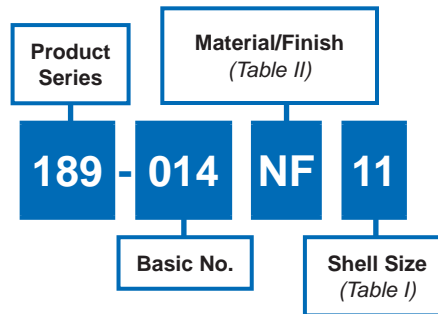 Product
Series
Material/Finish
(Table II)
189 - 014 NF 11
Basic No.
Shell Size
(Table I)